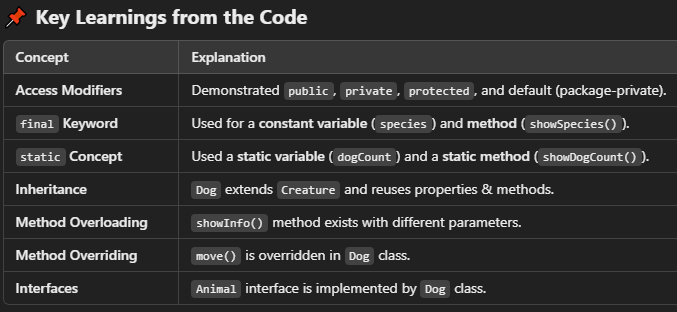 📌 Key Learnings from the Code
Concept Explanation
Access Modifiers Demonstrated public, private, protected, and default (package-private).
final Keyword Used for a constant variable (species) and method (showSpecies()).
static Concept Used a static variable (dogCount) and a static method (showDogCount()).
Inheritance Dog extends Creature and reuses properties & methods.
Method Overloading showInfo() method exists with different parameters.
Method Overriding move() is overridden in Dog class.
Interfaces Animal interface is implemented by Dog class.